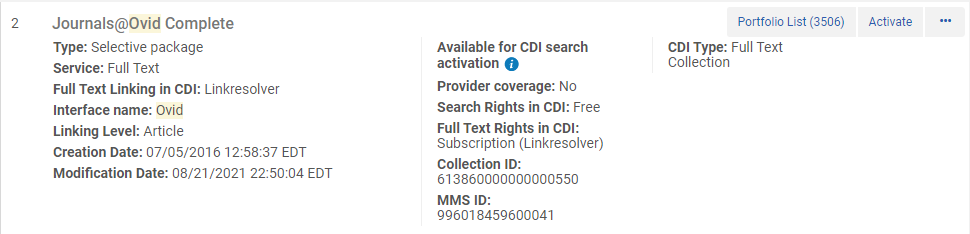 2
Journals@Ovid Complete
Portfolio List (3506)
Activate
...
Type: Selective package
Service: Full Text
Full Text Linking in CDI: Linkresolver
Interface name: Ovid
Linking Level: Article
Creation Date: 07/05/2016 12:58:37 EDT
Modification Date: 08/21/2021 22:50:04 EDT
Available for CDI search
activation i
Provider coverage: No
Search Rights in CDI: Free
Full Text Rights in CDI:
Subscription (Linkresolver)
Collection ID:
613860000000000550
MMS ID:
996018459600041
CDI Type: Full Text
Collection